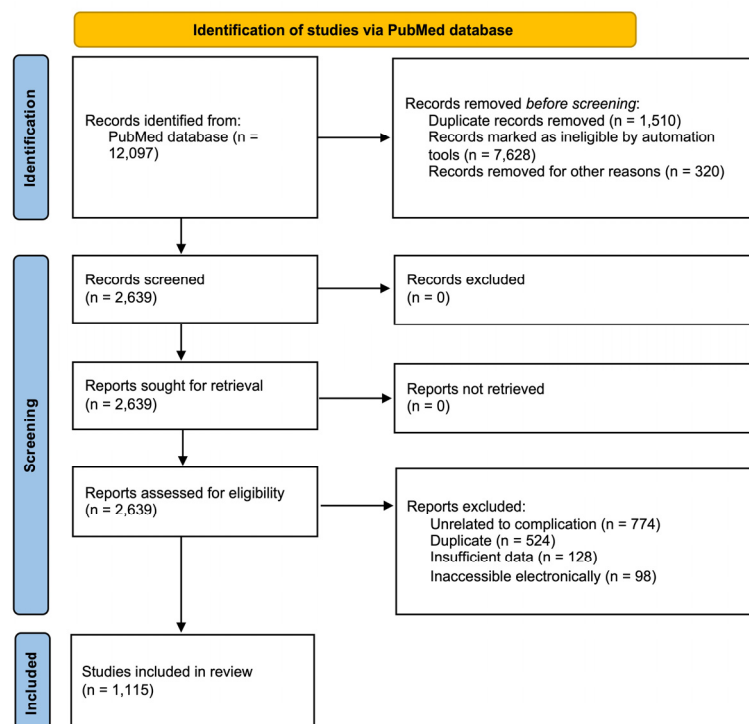 Identification of studies via PubMed database
Identification
Records identified from:
PubMed database (n =
12,097)
Records removed before screening:
Duplicate records removed (n = 1,510)
Records marked as ineligible by automation
tools (n = 7,628)
Records removed for other reasons (n = 320)
Screening
Records screened
(n = 2,639)
Records excluded
(n = 0)
Reports sought for retrieval
(n = 2,639)
Reports not retrieved
(n = 0)
Reports assessed for eligibility
(n = 2,639)
Reports excluded:
Unrelated to complication (n = 774)
Duplicate (n = 524)
Insufficient data (n = 128)
Inaccessible electronically (n = 98)
Included
Studies included in review
(n = 1,115)